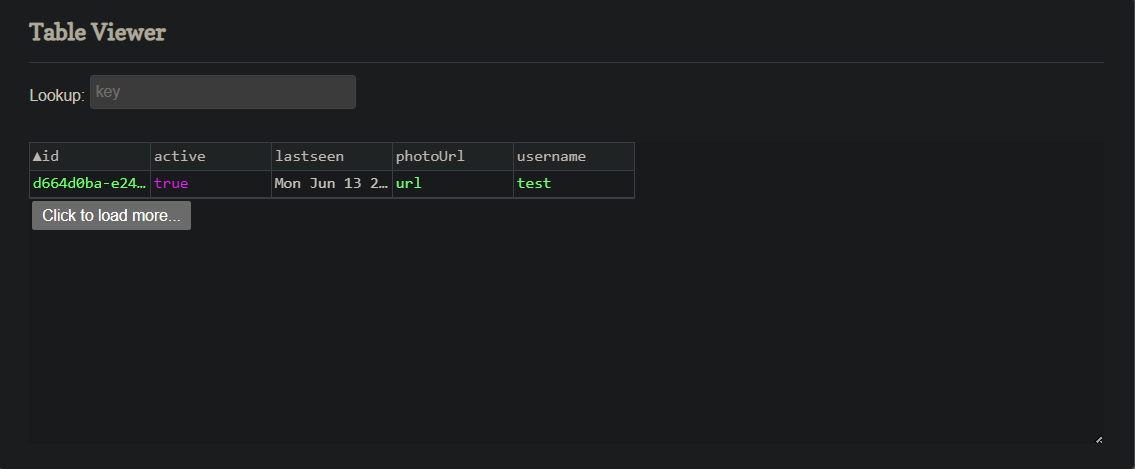 Table Viewer
Lookup: key
▲id active lastseen photoUrl username
d664d0ba-e24… true Mon Jun 13 2… url test
Click to load more...